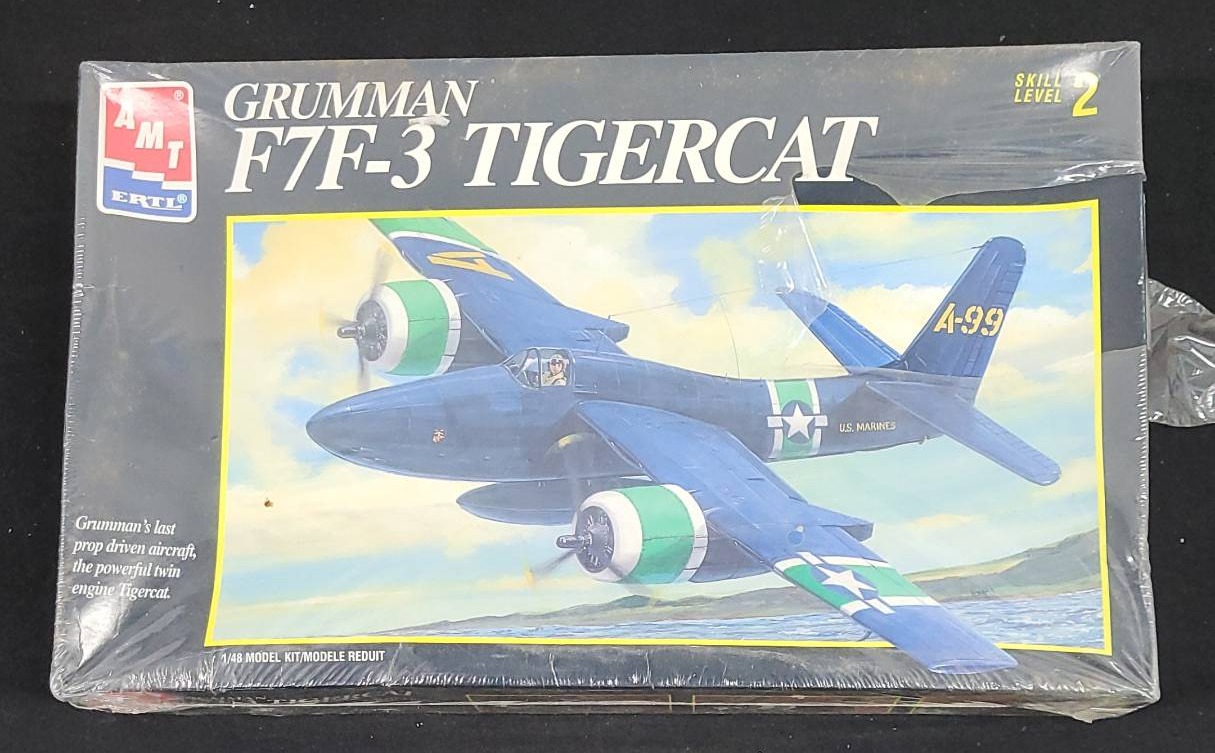 AMT®
ERTL®
GRUMMAN
F7F-3 TIGERCAT
SKILL
LEVEL 2
A
A-99
U.S. MARINES
Grumman's last
prop driven aircraft,
the powerful twin
engine Tigercat.
1/48 MODEL KIT/MODELE REDUIT